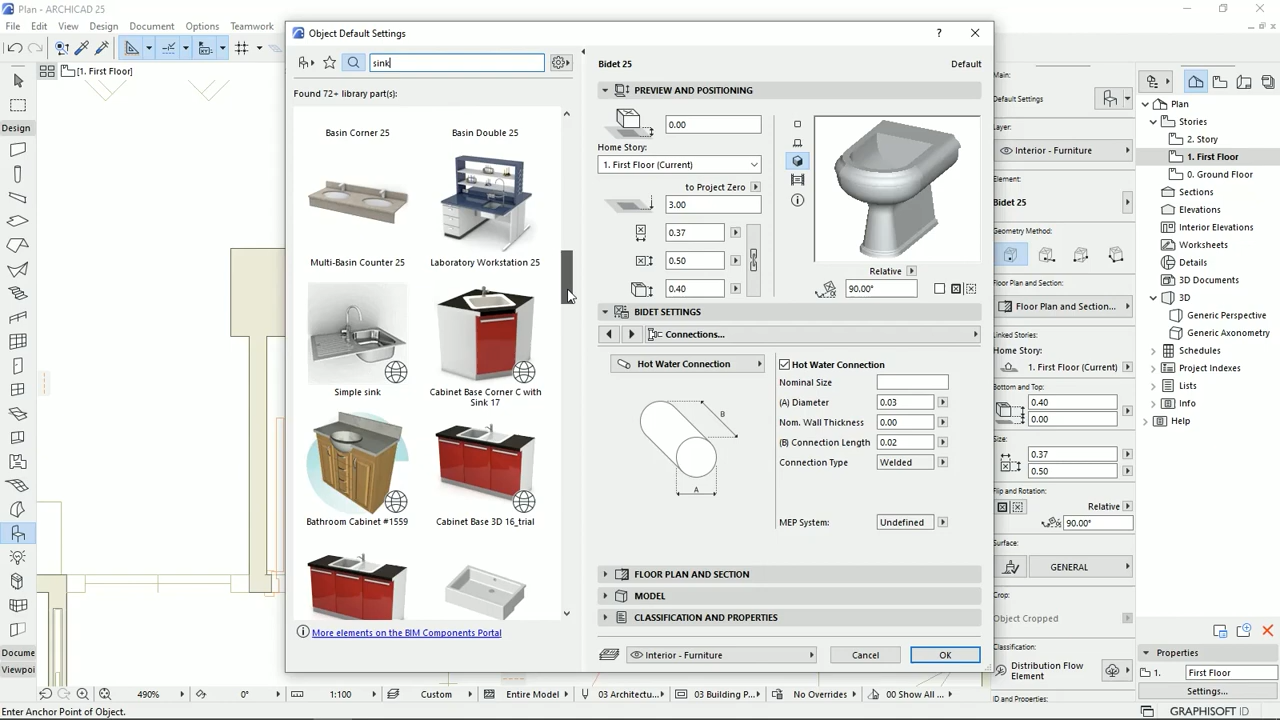 Plan - ARCHICAD 25
File Edit View Design Document Options Teamwork
[1. First Floor]
Design
Docume
Viewpoi
Object Default Settings
?
sink
Found 72+ library part(s):
Basin Corner 25
Basin Double 25
Multi-Basin Counter 25
Laboratory Workstation 25
Simple sink
Cabinet Base Corner C with
Sink 17
Bathroom Cabinet #1559
Cabinet Base 3D 16_trial
More elements on the BIM Components Portal
Bidet 25
Default
PREVIEW AND POSITIONING
0.00
Home Story:
1. First Floor (Current)
to Project Zero
3.00
0.37
0.50
0.40
Relative
90.00°
BIDET SETTINGS
Connections...
Hot Water Connection
Hot Water Connection
Nominal Size
(A) Diameter 0.03
Nom. Wall Thickness 0.00
(B) Connection Length 0.02
Connection Type Welded
MEP System: Undefined
B
A
FLOOR PLAN AND SECTION
MODEL
CLASSIFICATION AND PROPERTIES
Interior - Furniture
Cancel
OK
Main:
Default Settings
Layer:
Interior - Furniture
Element:
Bidet 25
Geometry Method:
Floor Plan and Section:
Floor Plan and Section...
Linked Stories:
Home Story:
1. First Floor (Current)
Bottom and Top:
0.40
0.00
Size:
0.37
0.50
Flip and Rotation:
Relative
90.00°
Surface:
GENERAL
Crop:
Object Cropped
Classification:
Distribution Flow
Element
ID and Properties:
Plan
Stories
2. Story
1. First Floor
0. Ground Floor
Sections
Elevations
Interior Elevations
Worksheets
Details
3D Documents
3D
Generic Perspective
Generic Axonometry
Schedules
Project Indexes
Lists
Info
Help
Properties
1. First Floor
Settings...
490% 0° 1:100 Custom Entire Model 03 Architectu... 03 Building P... No Overrides 00 Show All ...
Enter Anchor Point of Object.
GRAPHISOFT ID